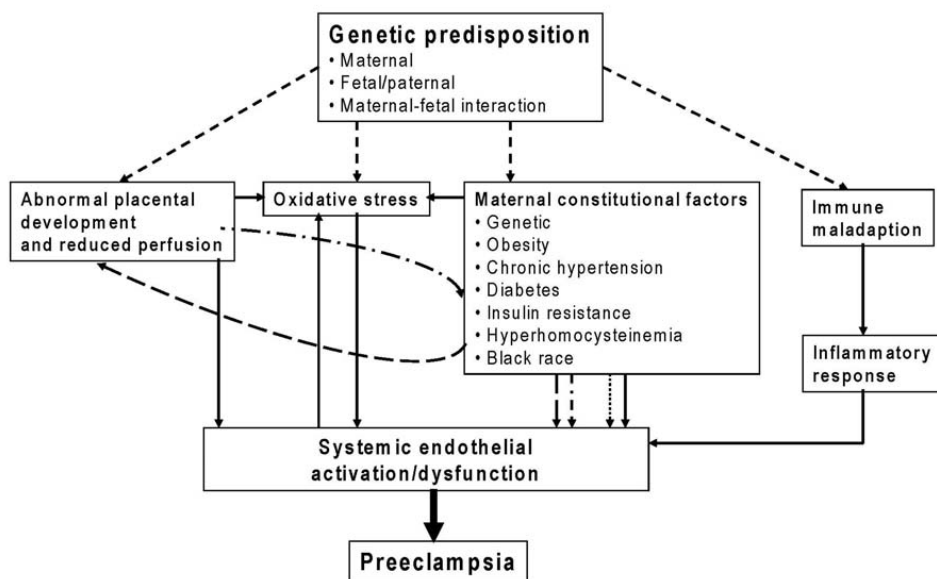 Genetic predisposition
• Maternal
• Fetal/paternal
• Maternal-fetal interaction
Abnormal placental
development
and reduced perfusion
Oxidative stress
Maternal constitutional factors
• Genetic
• Obesity
• Chronic hypertension
• Diabetes
• Insulin resistance
• Hyperhomocysteinemia
• Black race
Immune
maladaption
Inflammatory
response
Systemic endothelial
activation/dysfunction
Preeclampsia